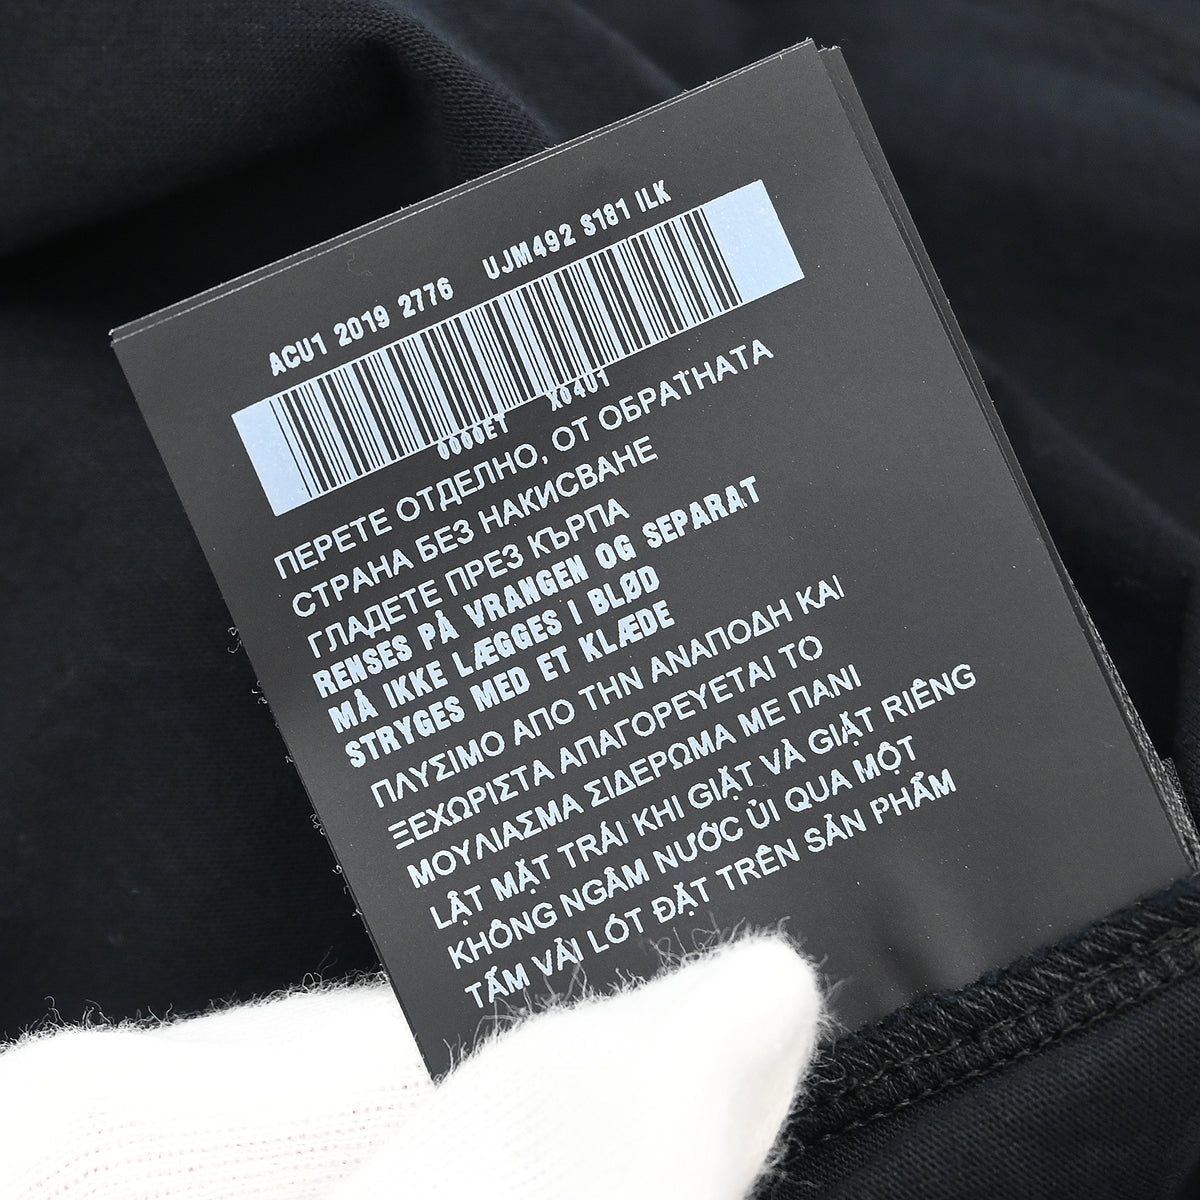 ACU1 2019 2776 UJM492 S181 ILK
0000E1 X04U1
ПЕРЕТЕ ОТДЕЛНО, ОТ ОБРАТНАТА
СТРАНА БЕЗ НАКИСВАНЕ
ГЛАДЕТЕ ПРЕЗ КЪРПА
RENSES PÅ VRANGEN OG SEPARAT
MÅ IKKE LÆGGES I BLØD
STRYGES MED ET KLÆDE
ΠΛΥΣΙΜΟ ΑΠΟ ΤΗΝ ΑΝΑΠΟΔΗ ΚΑΙ
ΞΕΧΩΡΙΣΤΑ ΑΠΑΓΟΡΕΥΕΤΑΙ ΤΟ
ΜΟΥΛΙΑΣΜΑ ΣΙΔΕΡΩΜΑ ΜΕ ΠΑΝΙ
LẬT MẶT TRÁI KHI GIẶT VÀ GIẶT RIÊNG
KHÔNG NGÂM NƯỚC ỦI QUA MỘT
TẤM VẢI LÓT ĐẶT TRÊN SẢN PHẨM